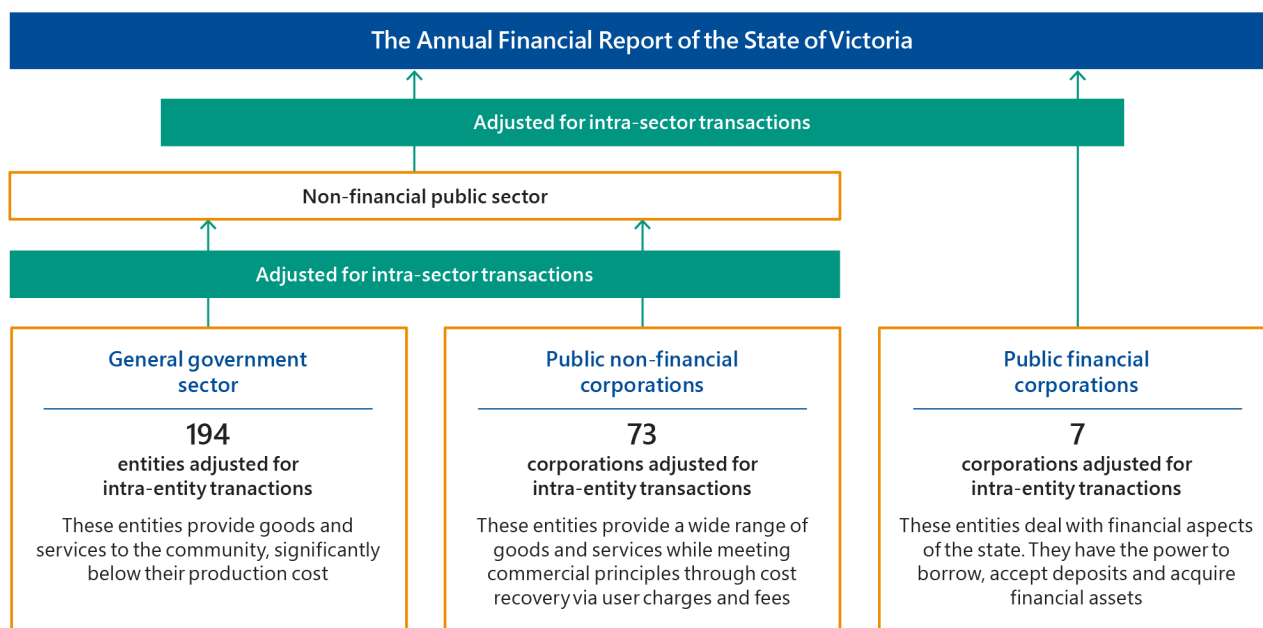 The Annual Financial Report of the State of Victoria
Adjusted for intra-sector transactions
Non-financial public sector
Adjusted for intra-sector transactions
General government
sector
194
entities adjusted for
intra-entity tranactions
These entities provide goods and
services to the community, significantly
below their production cost
Public non-financial
corporations
73
corporations adjusted for
intra-entity transactions
These entities provide a wide range of
goods and services while meeting
commercial principles through cost
recovery via user charges and fees
Public financial
corporations
7
corporations adjusted for
intra-entity tranactions
These entities deal with financial aspects
of the state. They have the power to
borrow, accept deposits and acquire
financial assets